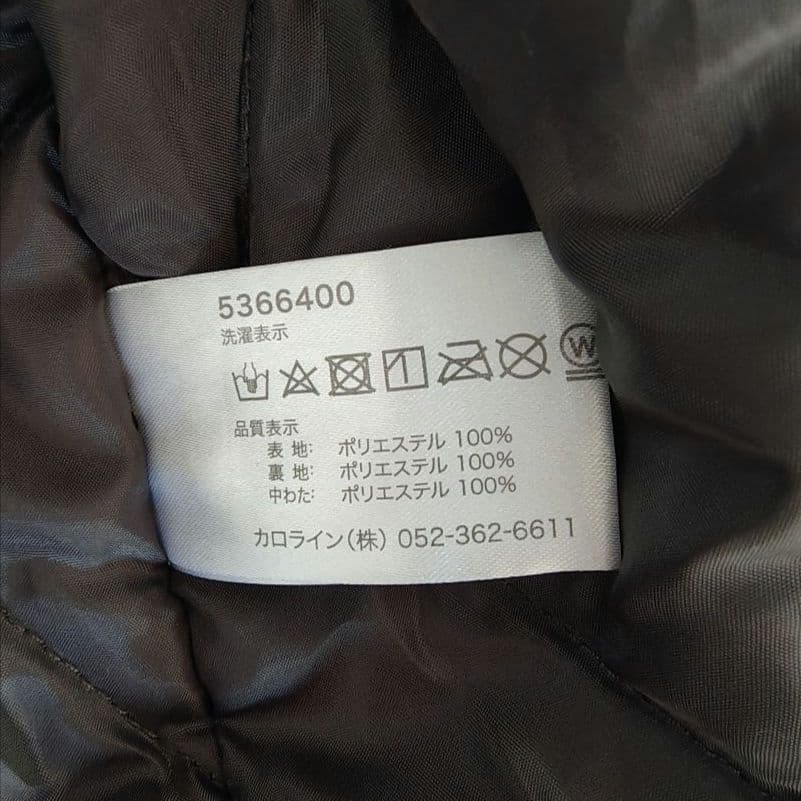 5366400
洗濯表示
W
品質表示
表 地: ポリエステル 100%
裏 地: ポリエステル 100%
中わた: ポリエステル 100%
カロライン(株) 052-362-6611